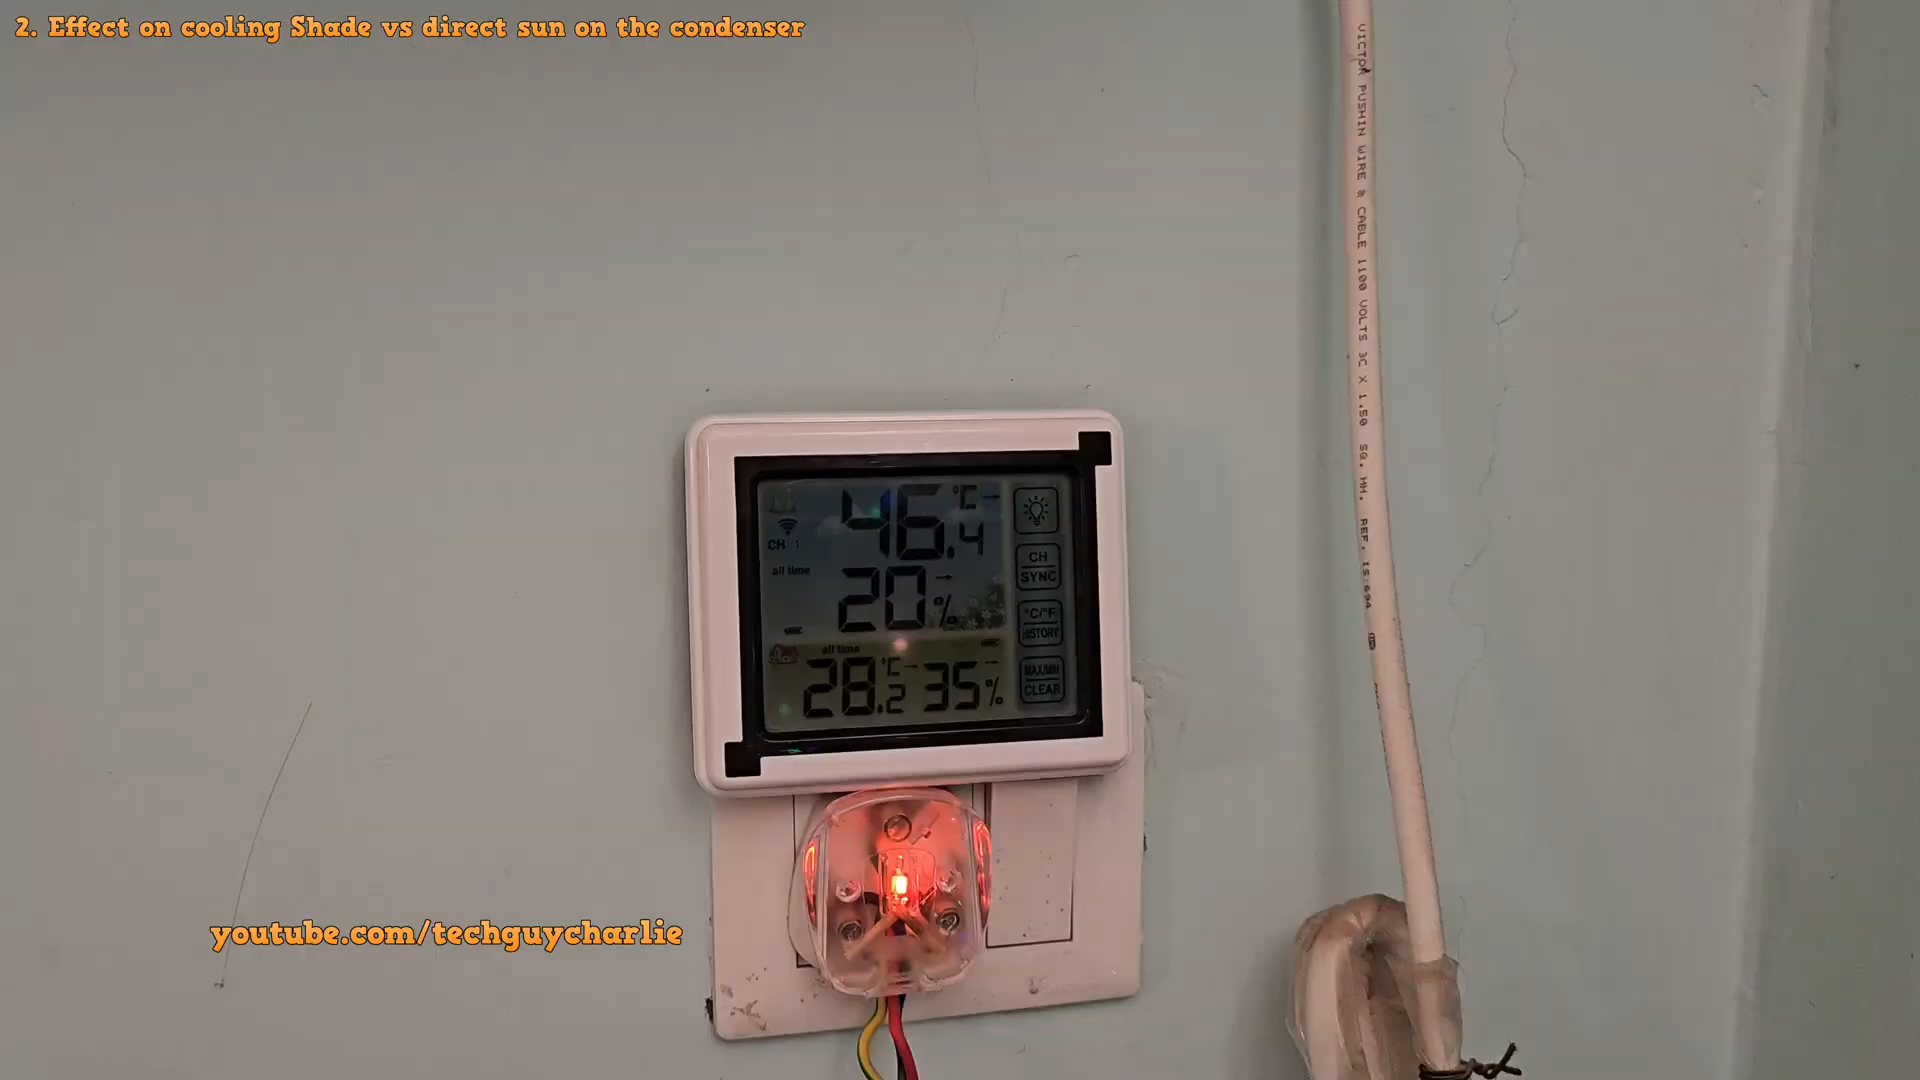 2. Effect on cooling Shade vs direct sun on the condenser
VICTOR PUSHIN WIRE & CABLE 1100 VOLTS 3C X 1.50 SQ. MM. REF.
46.4 °C
CH 1
all time
20 %
all time
28.2 °C 35 %
CH
SYNC
°C/°F
HISTORY
MAX/MIN
CLEAR
youtube.com/techguycharlie